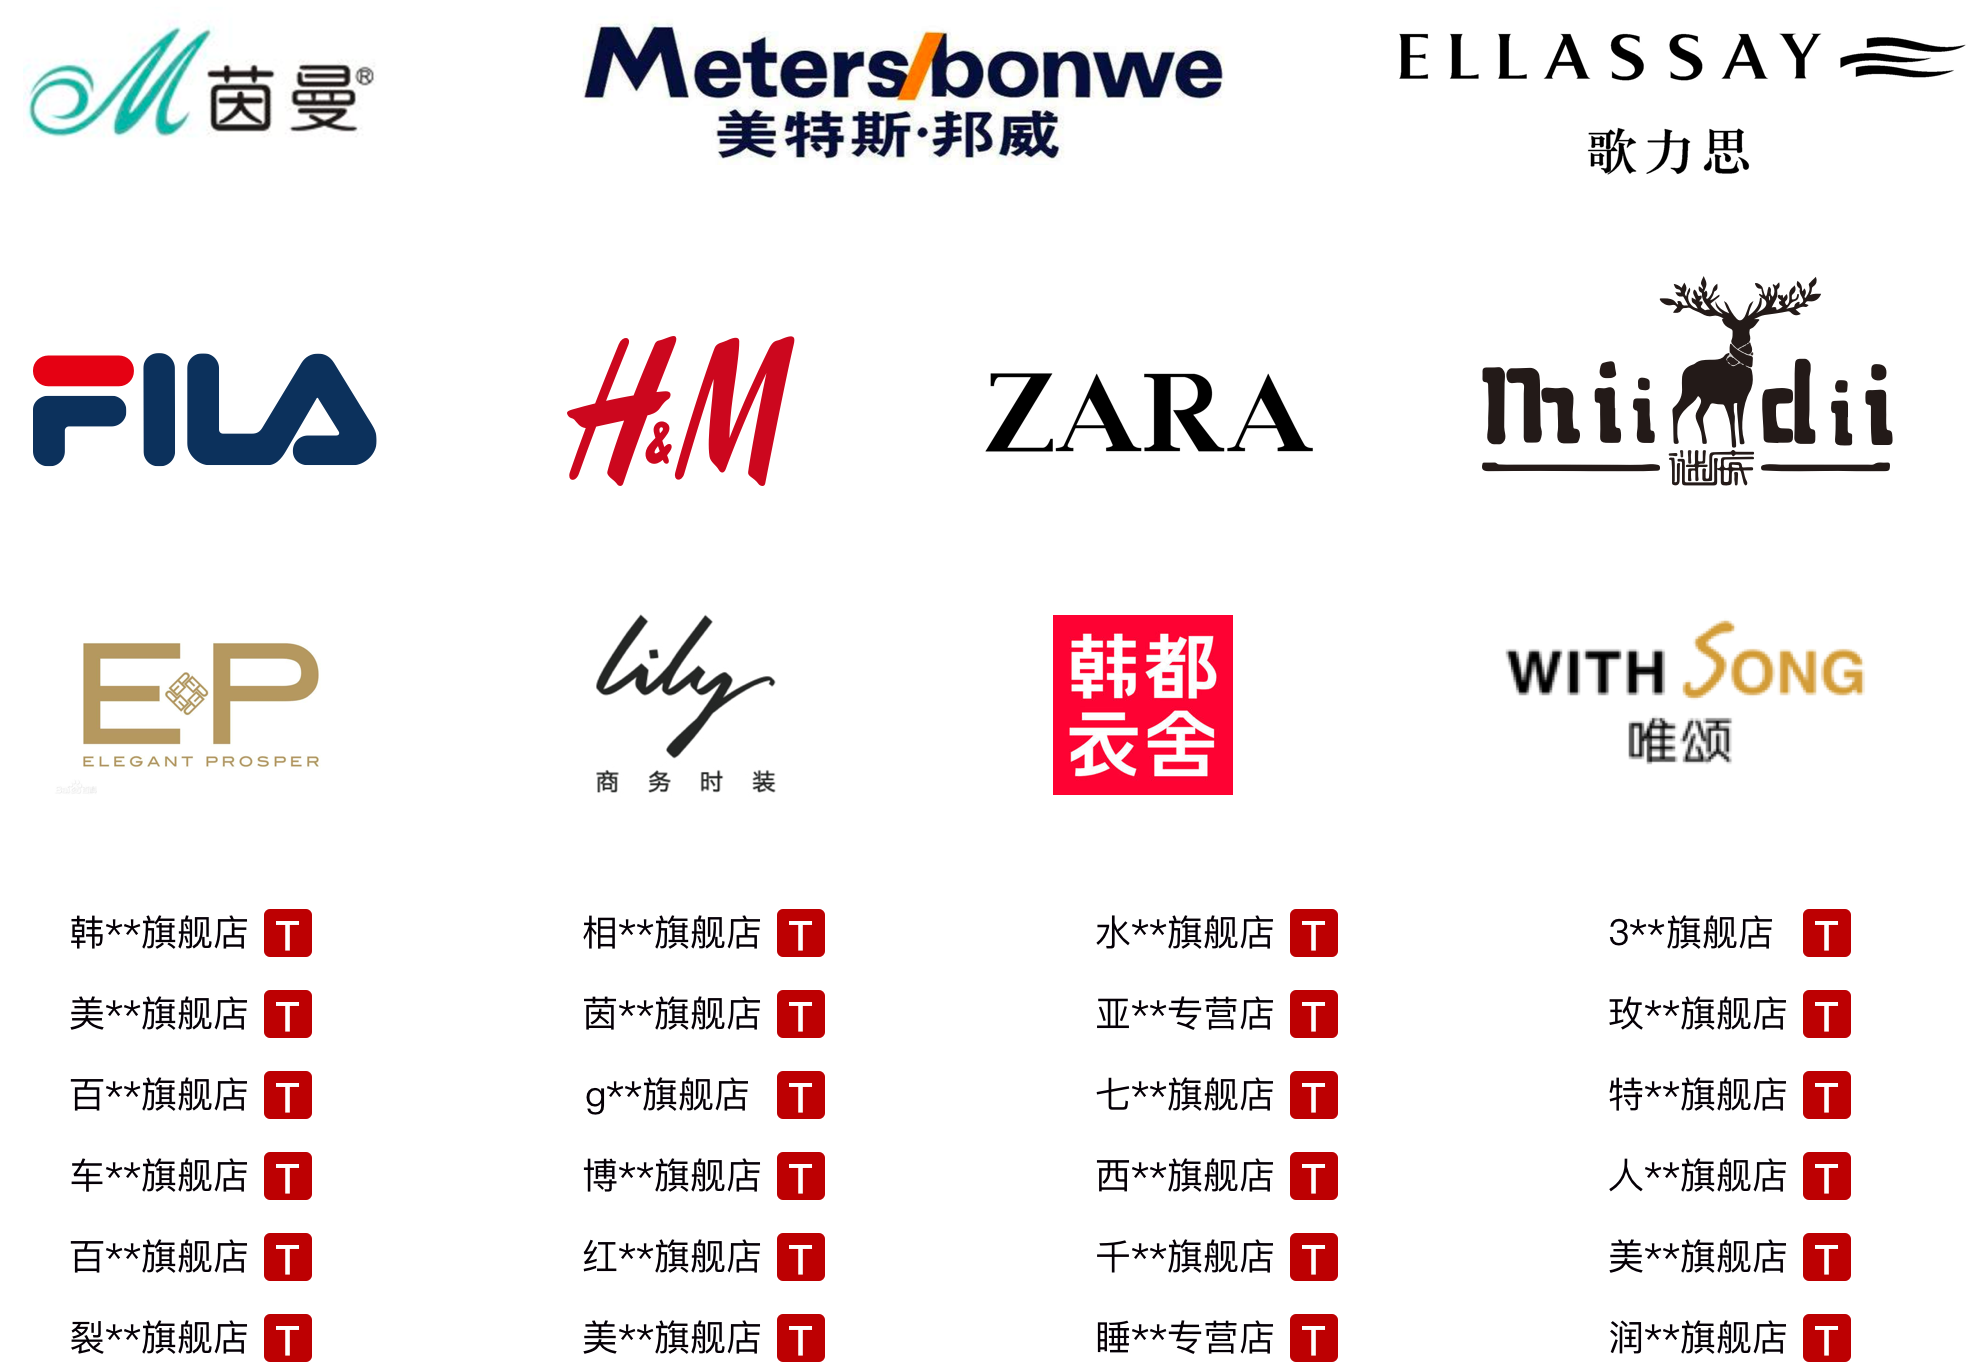 M 茵曼®
Meters/bonwe
美特斯·邦威
ELLASSAY
歌力思
FILA
H&M
ZARA
miiidii
谜底
E P
ELEGANT PROSPER
lily
商务时装
韩都
衣舍
WITH SONG
唯颂
韩**旗舰店 T
相**旗舰店 T
水**旗舰店 T
3**旗舰店 T
美**旗舰店 T
茵**旗舰店 T
亚**专营店 T
玫**旗舰店 T
百**旗舰店 T
g**旗舰店 T
七**旗舰店 T
特**旗舰店 T
车**旗舰店 T
博**旗舰店 T
西**旗舰店 T
人**旗舰店 T
百**旗舰店 T
红**旗舰店 T
千**旗舰店 T
美**旗舰店 T
裂**旗舰店 T
美**旗舰店 T
睡**专营店 T
润**旗舰店 T